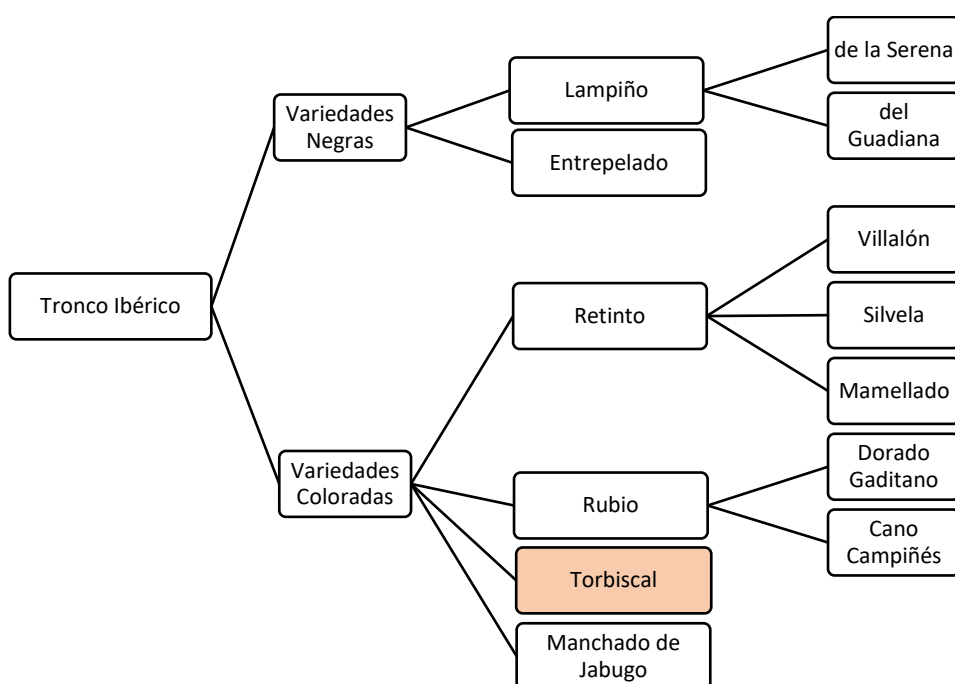 Tronco Ibérico
Variedades
Negras
Lampiño
de la Serena
del
Guadiana
Entrepelado
Variedades
Coloradas
Retinto
Villalón
Silvela
Mamellado
Rubio
Dorado
Gaditano
Cano
Campiñés
Torbiscal
Manchado de
Jabugo